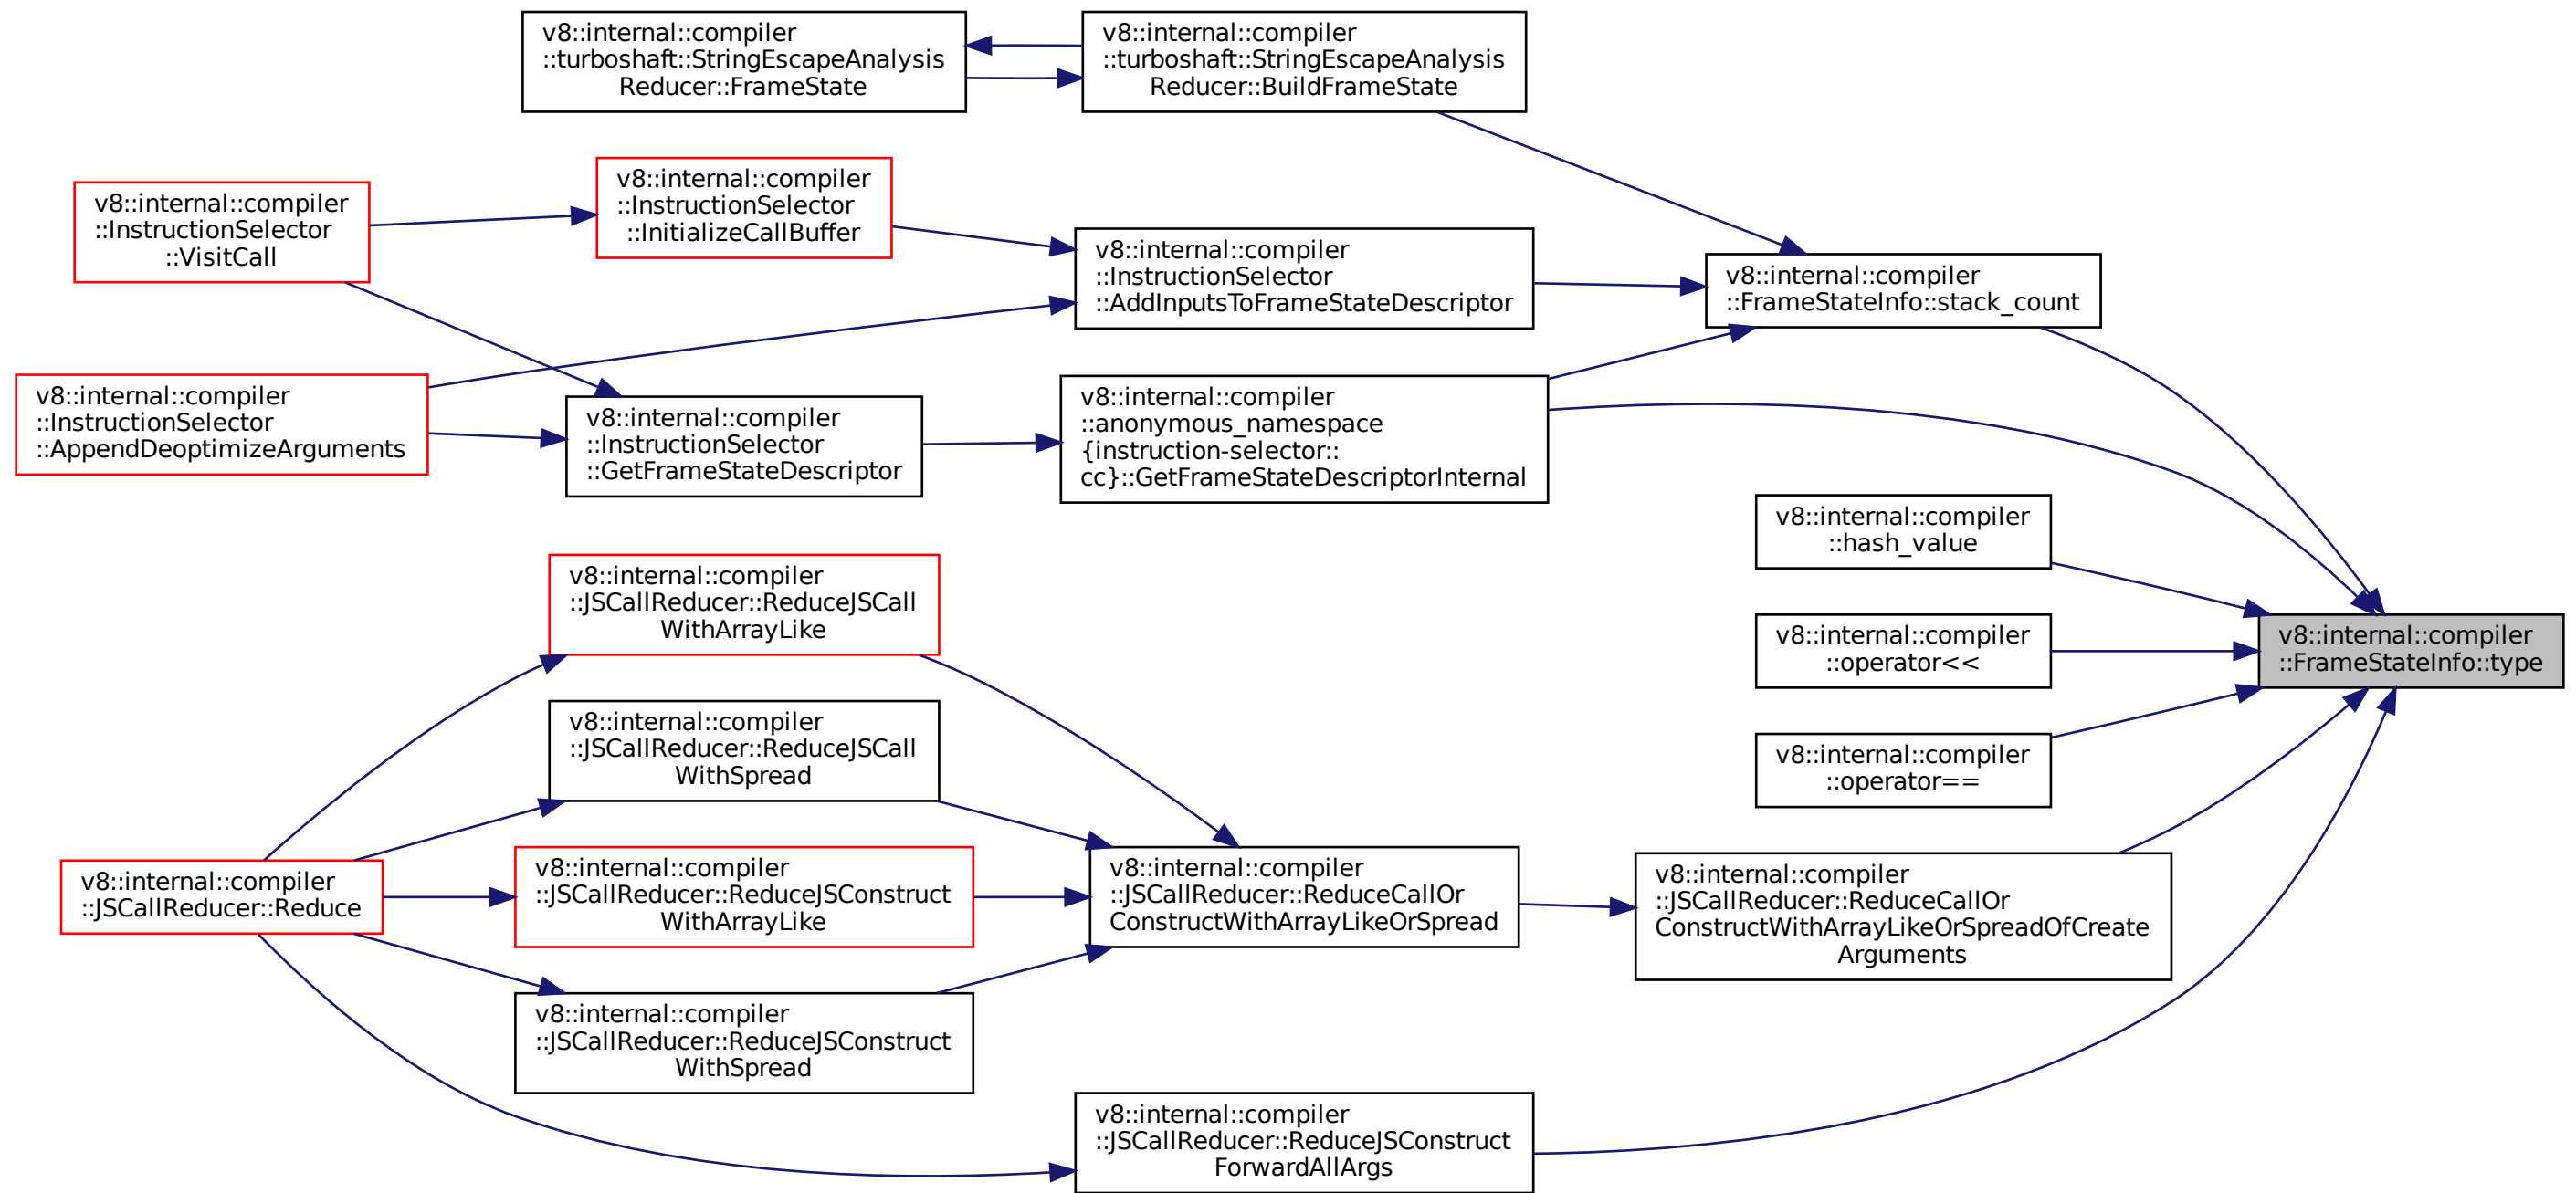 v8::internal::compiler
::turboshaft::StringEscapeAnalysis
Reducer::FrameState
v8::internal::compiler
::turboshaft::StringEscapeAnalysis
Reducer::BuildFrameState
v8::internal::compiler
::InstructionSelector
::VisitCall
v8::internal::compiler
::InstructionSelector
::InitializeCallBuffer
v8::internal::compiler
::InstructionSelector
::AddInputsToFrameStateDescriptor
v8::internal::compiler
::FrameStateInfo::stack_count
v8::internal::compiler
::InstructionSelector
::AppendDeoptimizeArguments
v8::internal::compiler
::InstructionSelector
::GetFrameStateDescriptor
v8::internal::compiler
::anonymous_namespace
{instruction-selector::
cc}::GetFrameStateDescriptorInternal
v8::internal::compiler
::hash_value
v8::internal::compiler
::operator<<
v8::internal::compiler
::operator==
v8::internal::compiler
::FrameStateInfo::type
v8::internal::compiler
::JSCallReducer::ReduceJSCall
WithArrayLike
v8::internal::compiler
::JSCallReducer::ReduceJSCall
WithSpread
v8::internal::compiler
::JSCallReducer::Reduce
v8::internal::compiler
::JSCallReducer::ReduceJSConstruct
WithArrayLike
v8::internal::compiler
::JSCallReducer::ReduceCallOr
ConstructWithArrayLikeOrSpread
v8::internal::compiler
::JSCallReducer::ReduceCallOr
ConstructWithArrayLikeOrSpreadOfCreate
Arguments
v8::internal::compiler
::JSCallReducer::ReduceJSConstruct
WithSpread
v8::internal::compiler
::JSCallReducer::ReduceJSConstruct
ForwardAllArgs